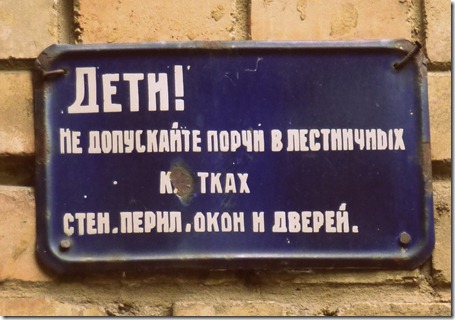 ДЕТИ!
НЕ ДОПУСКАЙТЕ ПОРЧИ В ЛЕСТНИЧНЫХ
СТЕН, ПЕРИЛ, ОКОН И ДВЕРЕЙ.